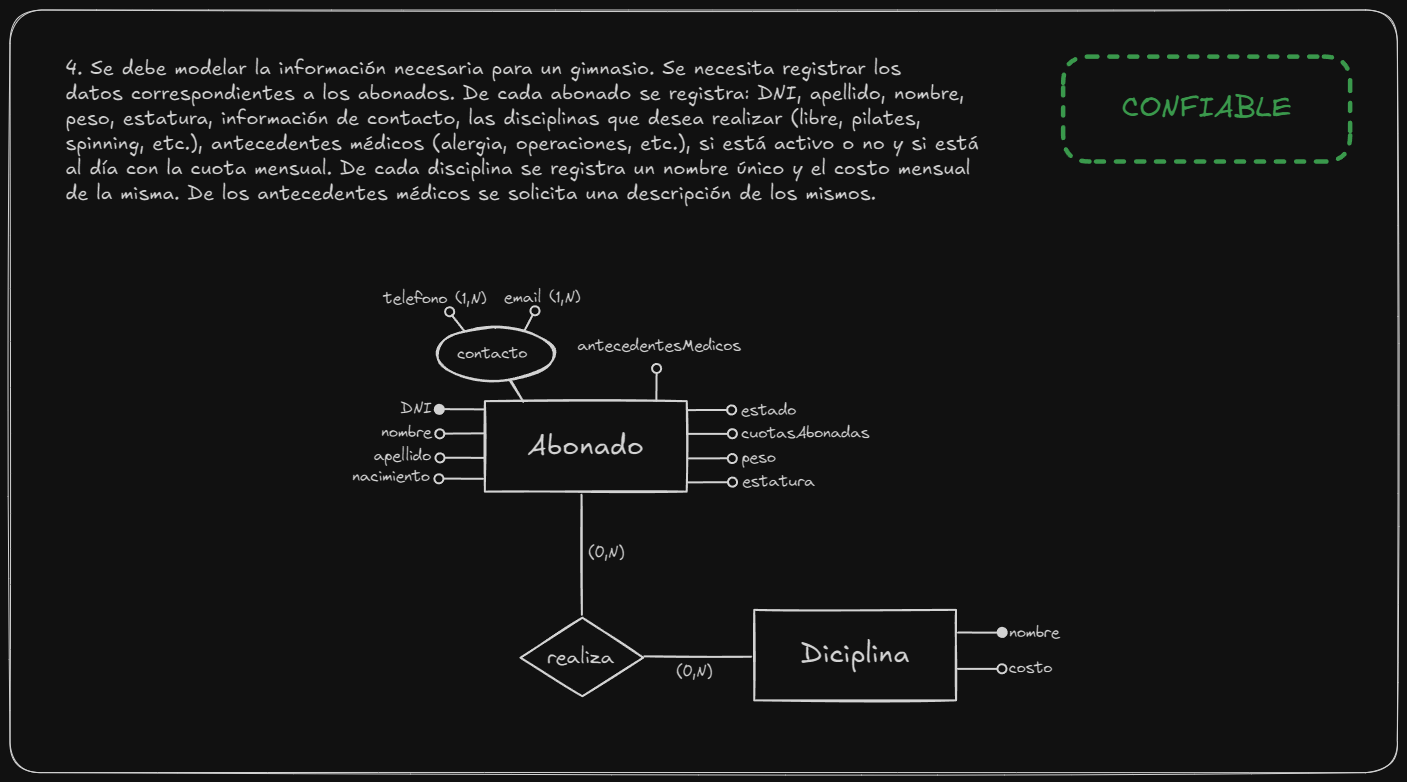 4. Se debe modelar la información necesaria para un gimnasio. Se necesita registrar los
datos correspondientes a los abonados. De cada abonado se registra: DNI, apellido, nombre,
peso, estatura, información de contacto, las disciplinas que desea realizar (libre, pilates,
spinning, etc.), antecedentes médicos (alergia, operaciones, etc.), si está activo o no y si está
al día con la cuota mensual. De cada disciplina se registra un nombre único y el costo mensual
de la misma. De los antecedentes médicos se solicita una descripción de los mismos.
CONFIABLE
telefono (1,N)
email (1,N)
contacto
antecedentesMedicos
DNI
nombre
apellido
nacimiento
Abonado
estado
cuotasAbonadas
peso
estatura
(0,N)
realiza
(0,N)
Diciplina
nombre
costo